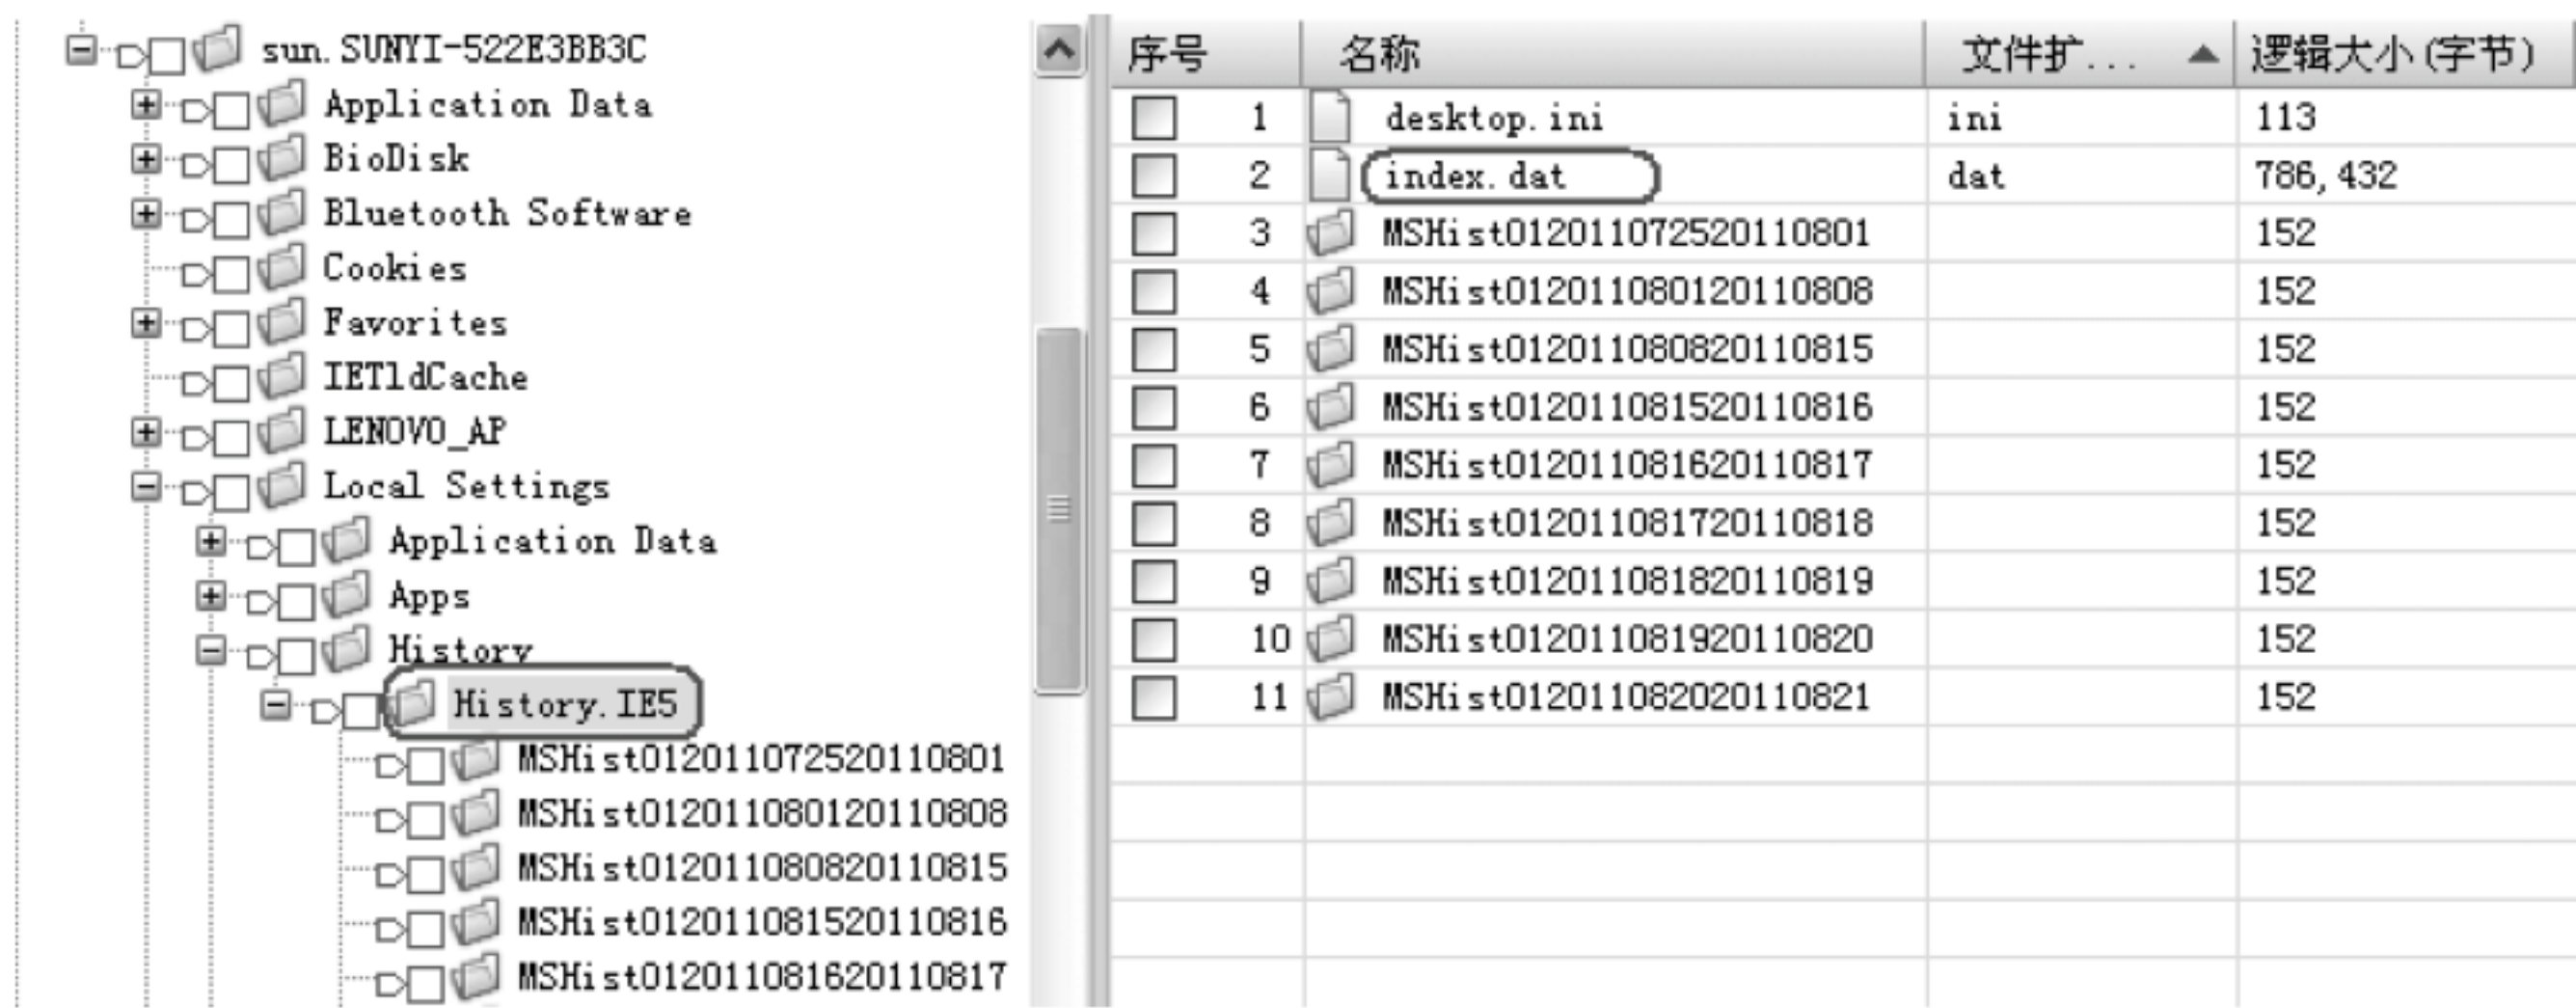 sun.SUNYI-522E3BB3C
Application Data
BioDisk
Bluetooth Software
Cookies
Favorites
IETldCache
LENOVO_AP
Local Settings
Application Data
Apps
History
History.IE5
MSHist012011072520110801
MSHist012011080120110808
MSHist012011080820110815
MSHist012011081520110816
MSHist012011081620110817
序号 名称 文件扩... 逻辑大小(字节)
1 desktop.ini ini 113
2 index.dat dat 786,432
3 MSHist012011072520110801 152
4 MSHist012011080120110808 152
5 MSHist012011080820110815 152
6 MSHist012011081520110816 152
7 MSHist012011081620110817 152
8 MSHist012011081720110818 152
9 MSHist012011081820110819 152
10 MSHist012011081920110820 152
11 MSHist012011082020110821 152